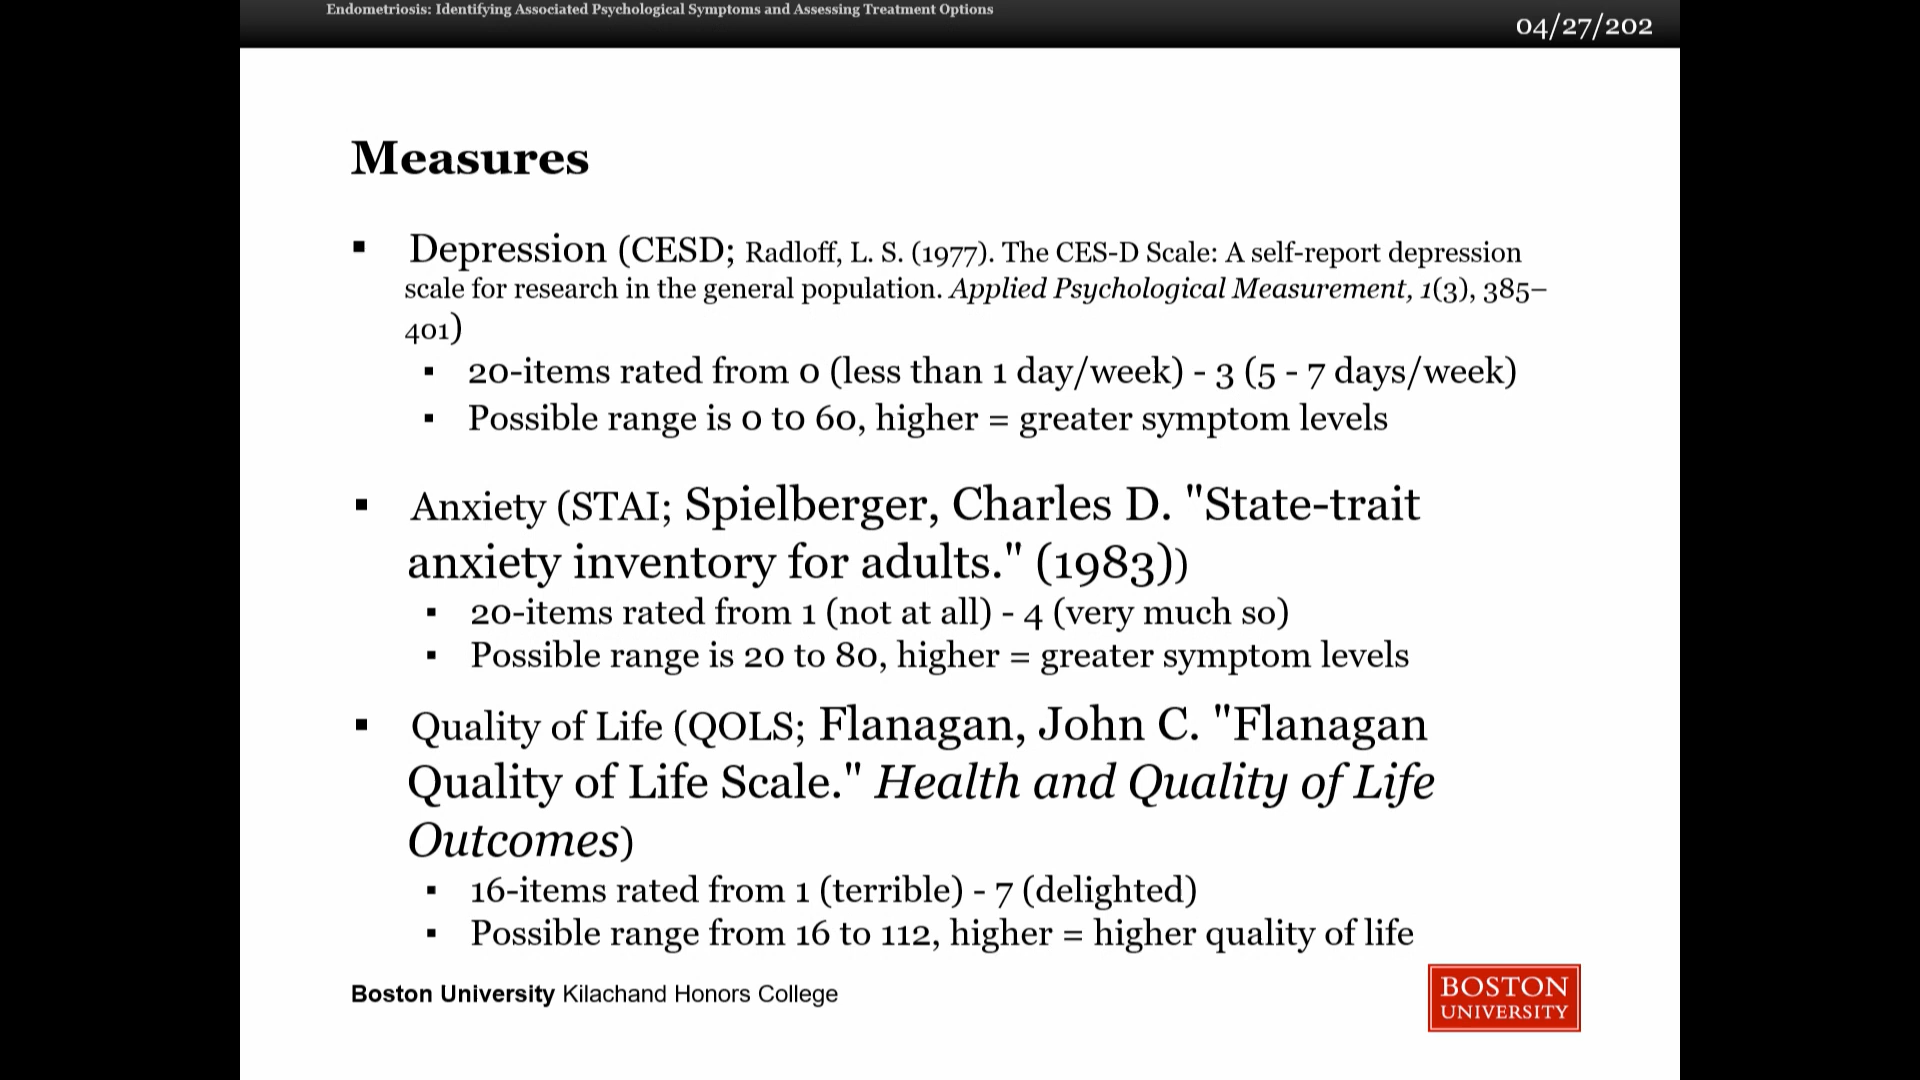 Endometriosis: Identifying Associated Psychological Symptoms and Assessing Treatment Options
04/27/202
Measures
▪ Depression (CESD; Radloff, L. S. (1977). The CES-D Scale: A self-report depression
scale for research in the general population. Applied Psychological Measurement, 1(3), 385–
401)
▪ 20-items rated from 0 (less than 1 day/week) - 3 (5 - 7 days/week)
▪ Possible range is 0 to 60, higher = greater symptom levels
▪ Anxiety (STAI; Spielberger, Charles D. "State-trait
anxiety inventory for adults." (1983))
▪ 20-items rated from 1 (not at all) - 4 (very much so)
▪ Possible range is 20 to 80, higher = greater symptom levels
▪ Quality of Life (QOLS; Flanagan, John C. "Flanagan
Quality of Life Scale." Health and Quality of Life
Outcomes)
▪ 16-items rated from 1 (terrible) - 7 (delighted)
▪ Possible range from 16 to 112, higher = higher quality of life
Boston University Kilachand Honors College
BOSTON
UNIVERSITY